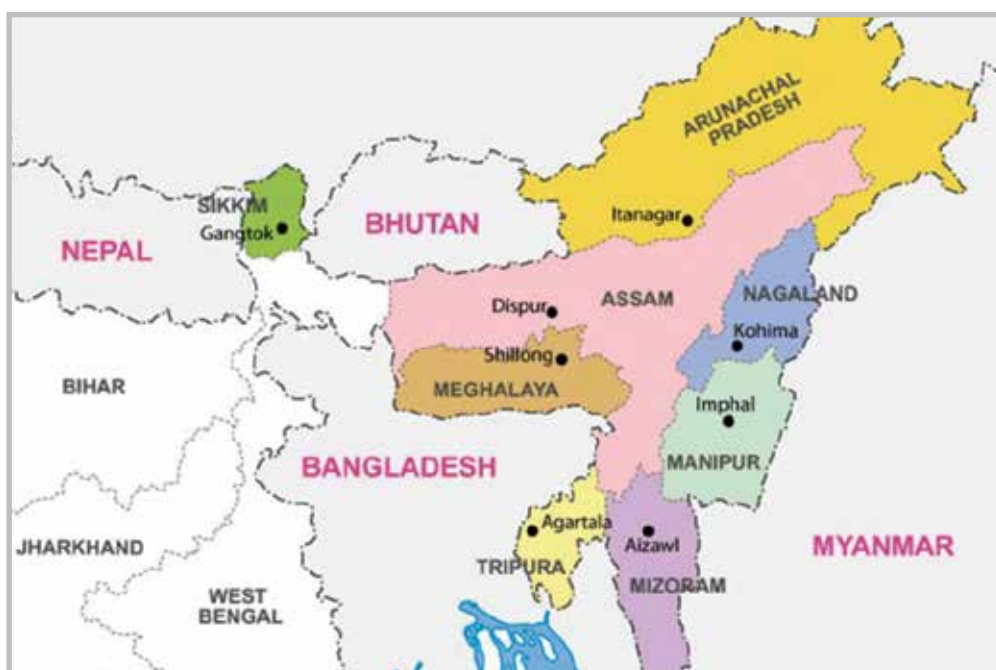 ARUNACHAL
PRADESH
SIKKIM
Gangtok
BHUTAN
Itanagar
NEPAL
Dispur
ASSAM
NAGALAND
Kohima
Shillong
BIHAR
MEGHALAYA
Imphal
MANIPUR
BANGLADESH
Agartala
JHARKHAND
Aizawl
MYANMAR
TRIPURA
MIZORAM
WEST
BENGAL